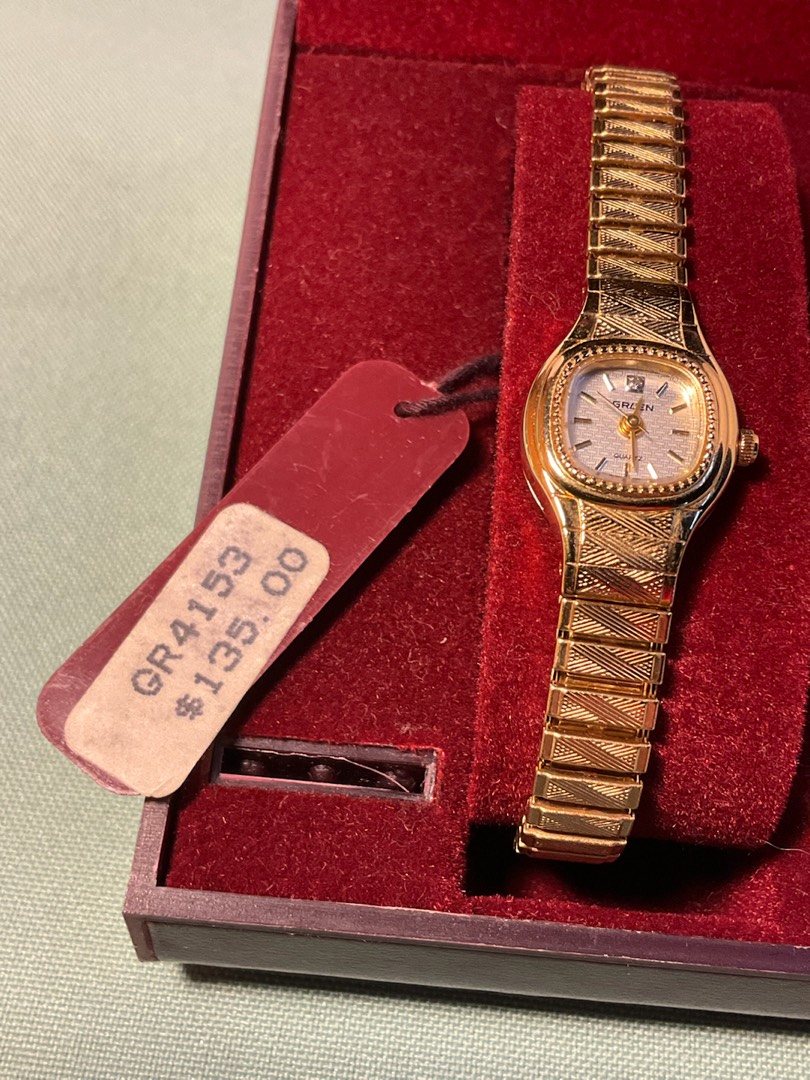 GR4153
$135.00
GRUEN
QUARTZ